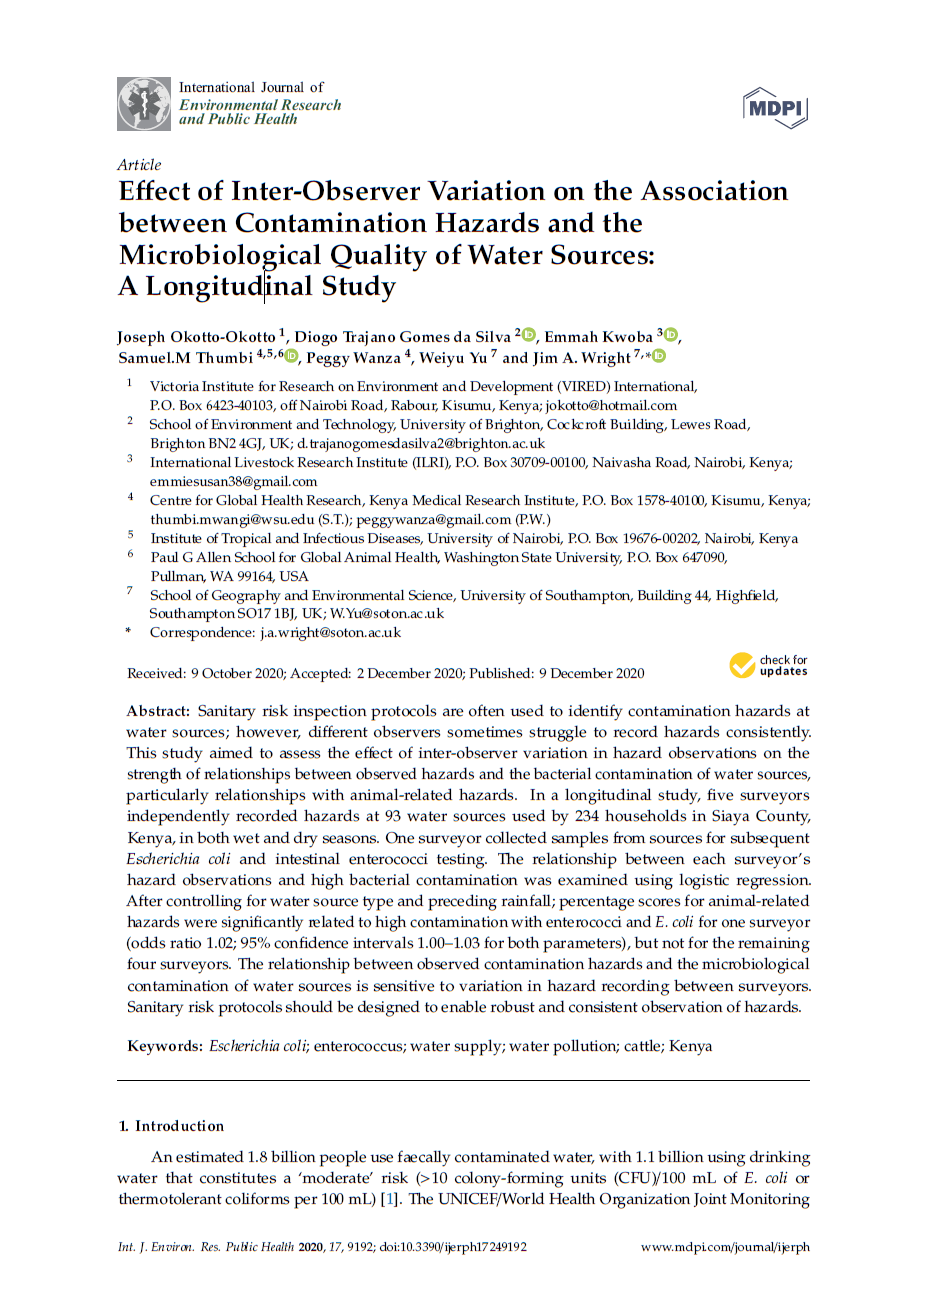 International Journal of
Environmental Research
and Public Health
MDPI
Article
Effect of Inter-Observer Variation on the Association
between Contamination Hazards and the
Microbiological Quality of Water Sources:
A Longitudinal Study
Joseph Okotto-Okotto 1, Diogo Trajano Gomes da Silva 2 iD, Emmah Kwoba 3 iD,
Samuel.M Thumbi 4,5,6 iD, Peggy Wanza 4, Weiyu Yu 7 and Jim A. Wright 7,* iD
1 Victoria Institute for Research on Environment and Development (VIRED) International,
P.O. Box 6423-40103, off Nairobi Road, Rabour, Kisumu, Kenya; jokotto@hotmail.com
2 School of Environment and Technology, University of Brighton, Cockcroft Building, Lewes Road,
Brighton BN2 4GJ, UK; d.trajanogomesdasilva2@brighton.ac.uk
3 International Livestock Research Institute (ILRI), P.O. Box 30709-00100, Naivasha Road, Nairobi, Kenya;
emmiesusan38@gmail.com
4 Centre for Global Health Research, Kenya Medical Research Institute, P.O. Box 1578-40100, Kisumu, Kenya;
thumbi.mwangi@wsu.edu (S.T.); peggywanza@gmail.com (P.W.)
5 Institute of Tropical and Infectious Diseases, University of Nairobi, P.O. Box 19676-00202, Nairobi, Kenya
6 Paul G Allen School for Global Animal Health, Washington State University, P.O. Box 647090,
Pullman, WA 99164, USA
7 School of Geography and Environmental Science, University of Southampton, Building 44, Highfield,
Southampton SO17 1BJ, UK; W.Yu@soton.ac.uk
* Correspondence: j.a.wright@soton.ac.uk
Received: 9 October 2020; Accepted: 2 December 2020; Published: 9 December 2020
check for
updates
Abstract: Sanitary risk inspection protocols are often used to identify contamination hazards at
water sources; however, different observers sometimes struggle to record hazards consistently.
This study aimed to assess the effect of inter-observer variation in hazard observations on the
strength of relationships between observed hazards and the bacterial contamination of water sources,
particularly relationships with animal-related hazards. In a longitudinal study, five surveyors
independently recorded hazards at 93 water sources used by 234 households in Siaya County,
Kenya, in both wet and dry seasons. One surveyor collected samples from sources for subsequent
Escherichia coli and intestinal enterococci testing. The relationship between each surveyor's
hazard observations and high bacterial contamination was examined using logistic regression.
After controlling for water source type and preceding rainfall; percentage scores for animal-related
hazards were significantly related to high contamination with enterococci and E. coli for one surveyor
(odds ratio 1.02; 95% confidence intervals 1.00–1.03 for both parameters), but not for the remaining
four surveyors. The relationship between observed contamination hazards and the microbiological
contamination of water sources is sensitive to variation in hazard recording between surveyors.
Sanitary risk protocols should be designed to enable robust and consistent observation of hazards.
Keywords: Escherichia coli; enterococcus; water supply; water pollution; cattle; Kenya
1. Introduction
An estimated 1.8 billion people use faecally contaminated water, with 1.1 billion using drinking
water that constitutes a 'moderate' risk (>10 colony-forming units (CFU)/100 mL of E. coli or
thermotolerant coliforms per 100 mL) [1]. The UNICEF/World Health Organization Joint Monitoring
Int. J. Environ. Res. Public Health 2020, 17, 9192; doi:10.3390/ijerph17249192
www.mdpi.com/journal/ijerph